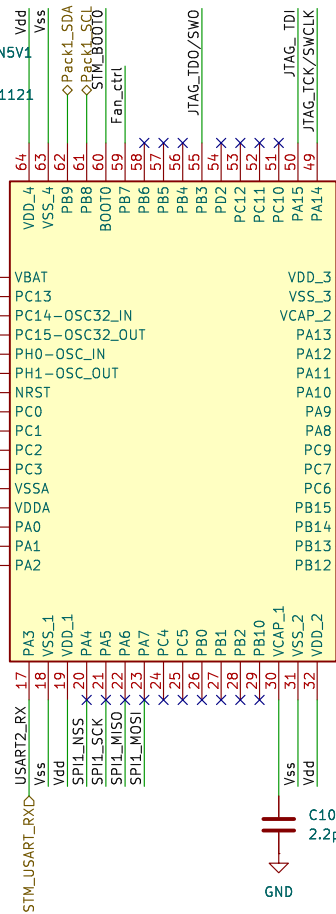 Vdd
Vss
Pack1_SDA
Pack1_SCL
STM_BOOT0
Fan_ctrl
JTAG_TDO/SWO
JTAG_ TDI
JTAG_TCK/SWCLK
N5V1
1121
64
63
62
61
60
59
58
57
56
55
54
53
52
51
50
49
VDD_4
VSS_4
PB9
PB8
BOOT0
PB7
PB6
PB5
PB4
PB3
PD2
PC12
PC11
PC10
PA15
PA14
VBAT
PC13
PC14-OSC32_IN
PC15-OSC32_OUT
PH0-OSC_IN
PH1-OSC_OUT
NRST
PC0
PC1
PC2
PC3
VSSA
VDDA
PA0
PA1
PA2
VDD_3
VSS_3
VCAP_2
PA13
PA12
PA11
PA10
PA9
PA8
PC9
PC7
PC6
PB15
PB14
PB13
PB12
PA3
VSS_1
VDD_1
PA4
PA5
PA6
PA7
PC4
PC5
PB0
PB1
PB2
PB10
VCAP_1
VSS_2
VDD_2
17
18
19
20
21
22
23
24
25
26
27
28
29
30
31
32
USART2_RX
Vss
Vdd
SPI1_NSS
SPI1_SCK
SPI1_MISO
SPI1_MOSI
Vss
Vdd
STM_USART_RXD
C10
2.2p
GND